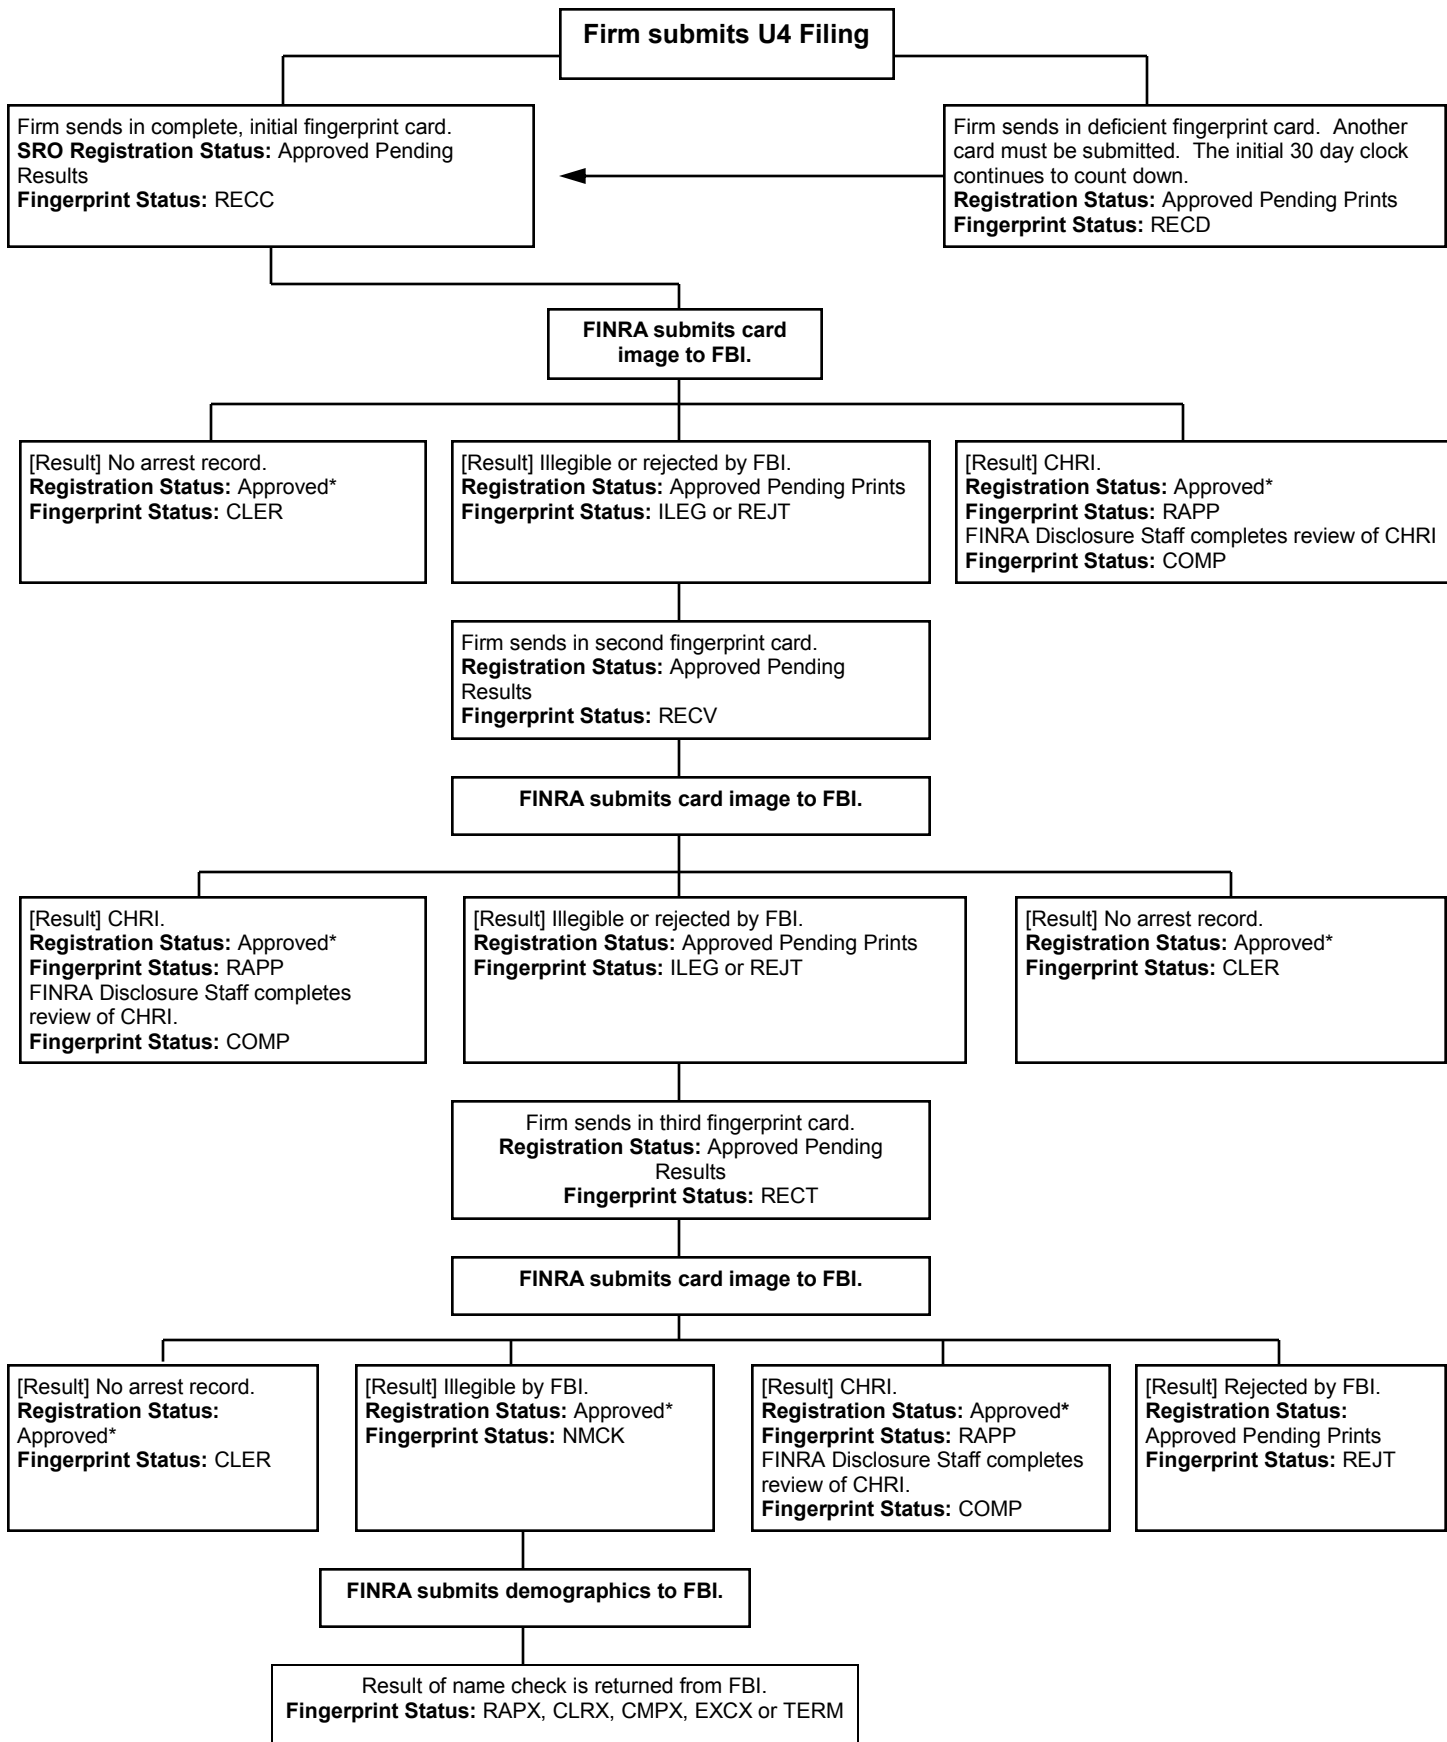 Firm submits U4 Filing
Firm sends in complete, initial fingerprint card.
SRO Registration Status: Approved Pending
Results
Fingerprint Status: RECC
Firm sends in deficient fingerprint card.  Another
card must be submitted.  The initial 30 day clock
continues to count down.
Registration Status: Approved Pending Prints
Fingerprint Status: RECD
FINRA submits card
image to FBI.
[Result] No arrest record.
Registration Status: Approved*
Fingerprint Status: CLER
[Result] Illegible or rejected by FBI.
Registration Status: Approved Pending Prints
Fingerprint Status: ILEG or REJT
[Result] CHRI.
Registration Status: Approved*
Fingerprint Status: RAPP
FINRA Disclosure Staff completes review of CHRI
Fingerprint Status: COMP
Firm sends in second fingerprint card.
Registration Status: Approved Pending
Results
Fingerprint Status: RECV
FINRA submits card image to FBI.
[Result] CHRI.
Registration Status: Approved*
Fingerprint Status: RAPP
FINRA Disclosure Staff completes
review of CHRI.
Fingerprint Status: COMP
[Result] Illegible or rejected by FBI.
Registration Status: Approved Pending Prints
Fingerprint Status: ILEG or REJT
[Result] No arrest record.
Registration Status: Approved*
Fingerprint Status: CLER
Firm sends in third fingerprint card.
Registration Status: Approved Pending
Results
Fingerprint Status: RECT
FINRA submits card image to FBI.
[Result] No arrest record.
Registration Status:
Approved*
Fingerprint Status: CLER
[Result] Illegible by FBI.
Registration Status: Approved*
Fingerprint Status: NMCK
[Result] CHRI.
Registration Status: Approved*
Fingerprint Status: RAPP
FINRA Disclosure Staff completes
review of CHRI.
Fingerprint Status: COMP
[Result] Rejected by FBI.
Registration Status:
Approved Pending Prints
Fingerprint Status: REJT
FINRA submits demographics to FBI.
Result of name check is returned from FBI.
Fingerprint Status: RAPX, CLRX, CMPX, EXCX or TERM